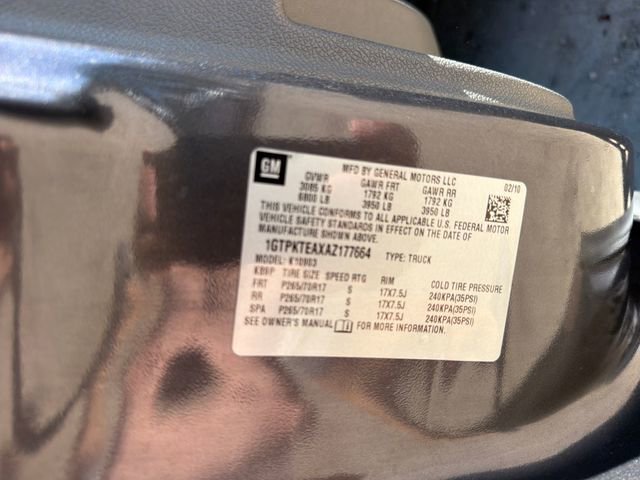 GM
MFD BY GENERAL MOTORS LLC
02/10
GVWR GAWR FRT GAWR RR
3085 KG 1792 KG 1792 KG
6800 LB 3950 LB 3950 LB
THIS VEHICLE CONFORMS TO ALL APPLICABLE U.S. FEDERAL MOTOR
VEHICLE SAFETY STANDARDS IN EFFECT ON THE DATE OF
MANUFACTURE SHOWN ABOVE.
1GTPKTEAXAZ177664 TYPE: TRUCK
MODEL: K10903
TIRE SIZE SPEED RTG RIM COLD TIRE PRESSURE
FRT P265/70R17 S 17X7.5J 240KPA(35PSI)
RR P265/70R17 S 17X7.5J 240KPA(35PSI)
SPA P265/70R17 S 17X7.5J 240KPA(35PSI)
SEE OWNER'S MANUAL FOR MORE INFORMATION.